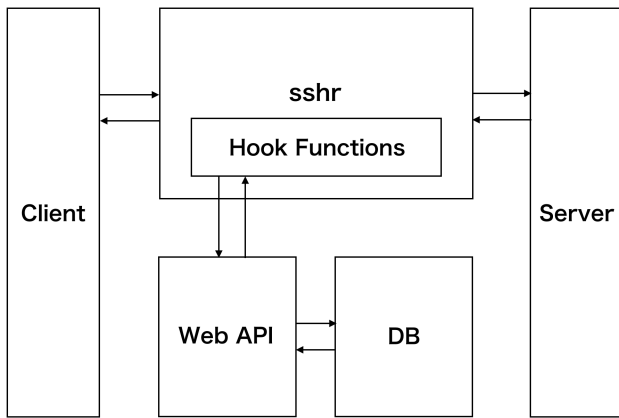 sshr
Hook Functions
Client
Server
Web API
DB